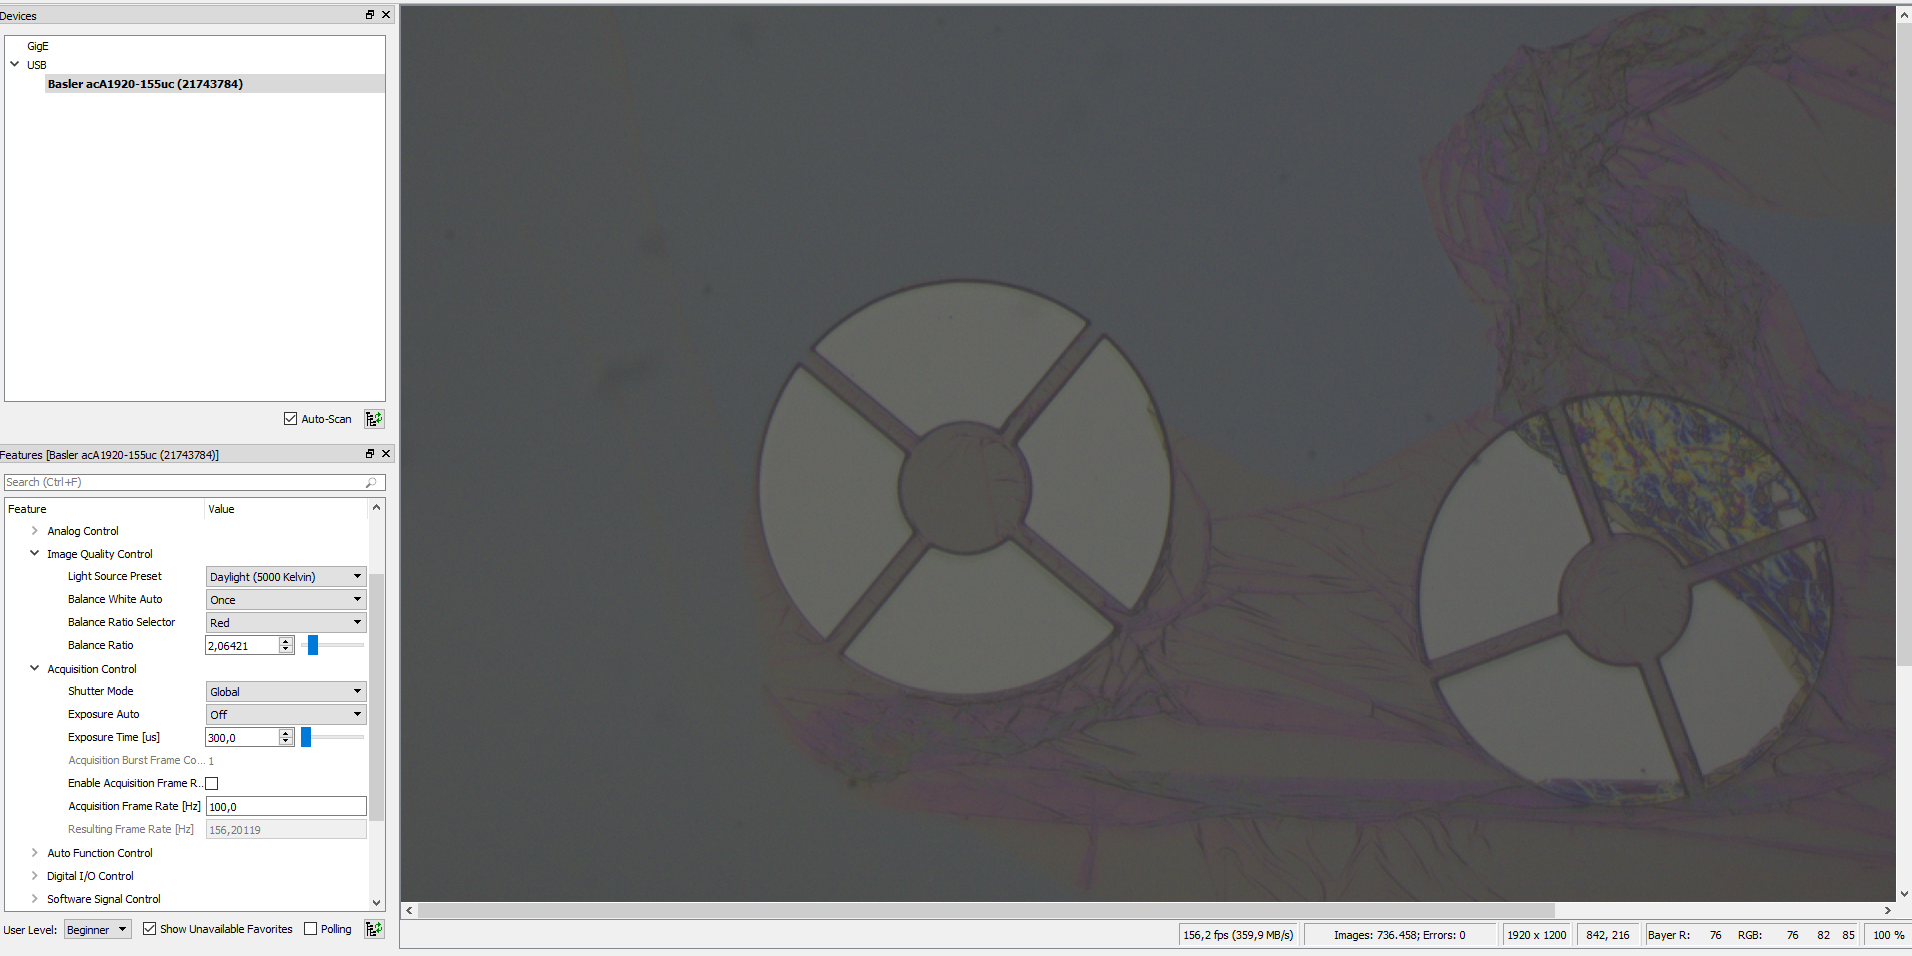 Devices
GigE
USB
Basler acA1920-155uc (21743784)
Auto-Scan
Features [Basler acA1920-155uc (21743784)]
Search (Ctrl+F)
Feature Value
Analog Control
Image Quality Control
Light Source Preset Daylight (5000 Kelvin)
Balance White Auto Once
Balance Ratio Selector Red
Balance Ratio 2,06421
Acquisition Control
Shutter Mode Global
Exposure Auto Off
Exposure Time [us] 300,0
Acquisition Burst Frame Co... 1
Enable Acquisition Frame R...
Acquisition Frame Rate [Hz] 100,0
Resulting Frame Rate [Hz] 156,20119
Auto Function Control
Digital I/O Control
Software Signal Control
User Level: Beginner Show Unavailable Favorites Polling
156,2 fps (359,9 MB/s) Images: 736.458; Errors: 0 1920 x 1200 842, 216 Bayer R: 76 RGB: 76 82 85 100 %